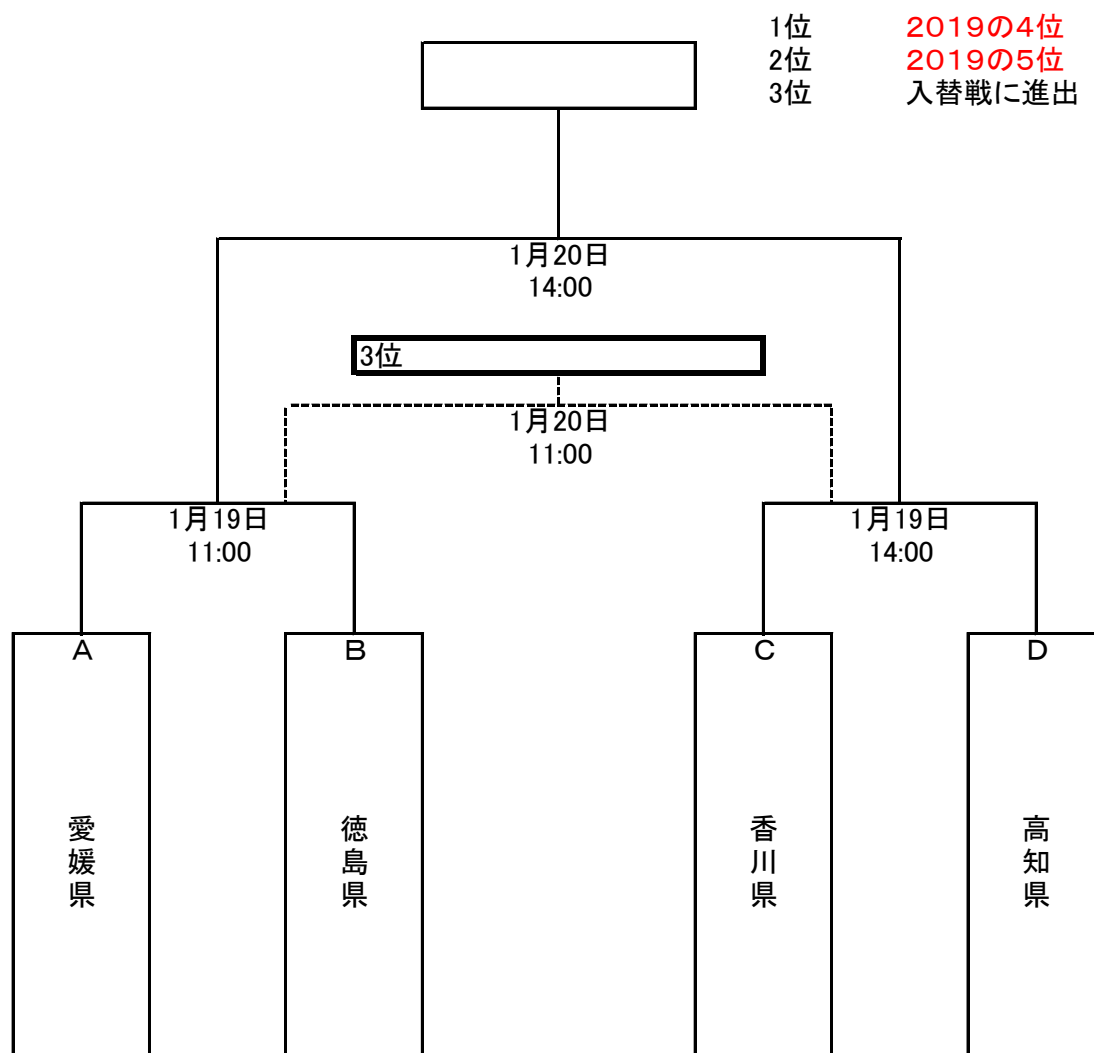 1位 2019の4位
2位 2019の5位
3位 入替戦に進出
1月20日
14:00
3位
1月20日
11:00
1月19日
11:00
1月19日
14:00
A
B
C
D
愛媛県
徳島県
香川県
高知県